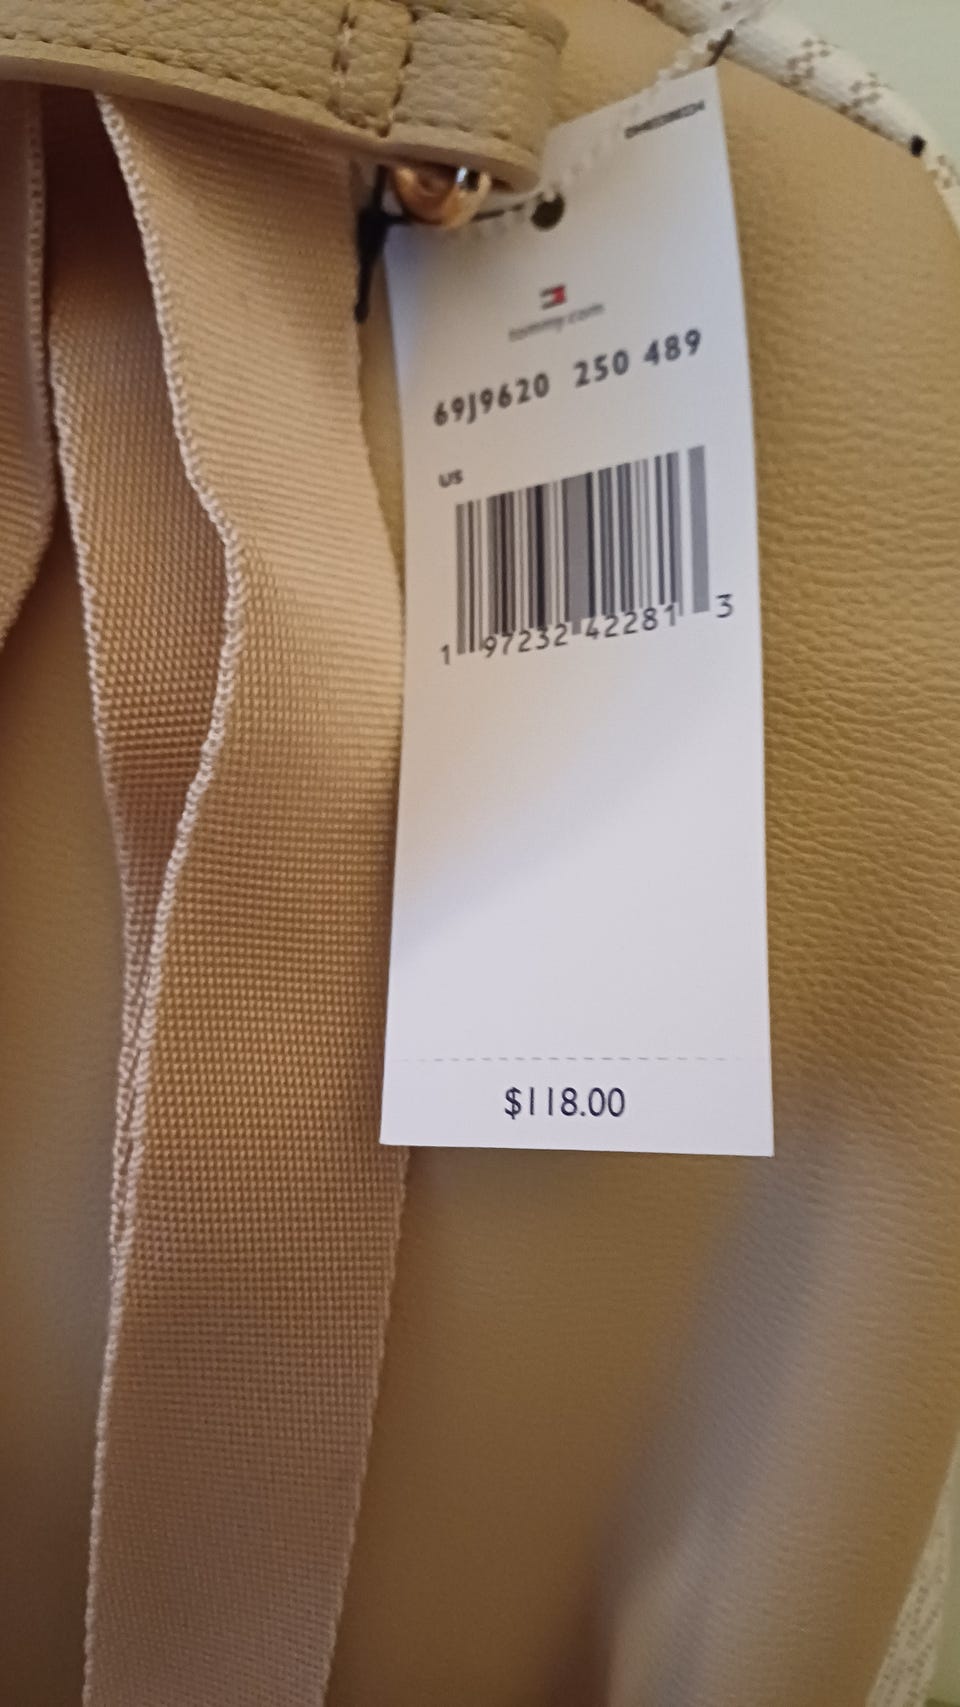 tommy.com
69J9620 250 489
US
1 97232 42281 3
$118.00